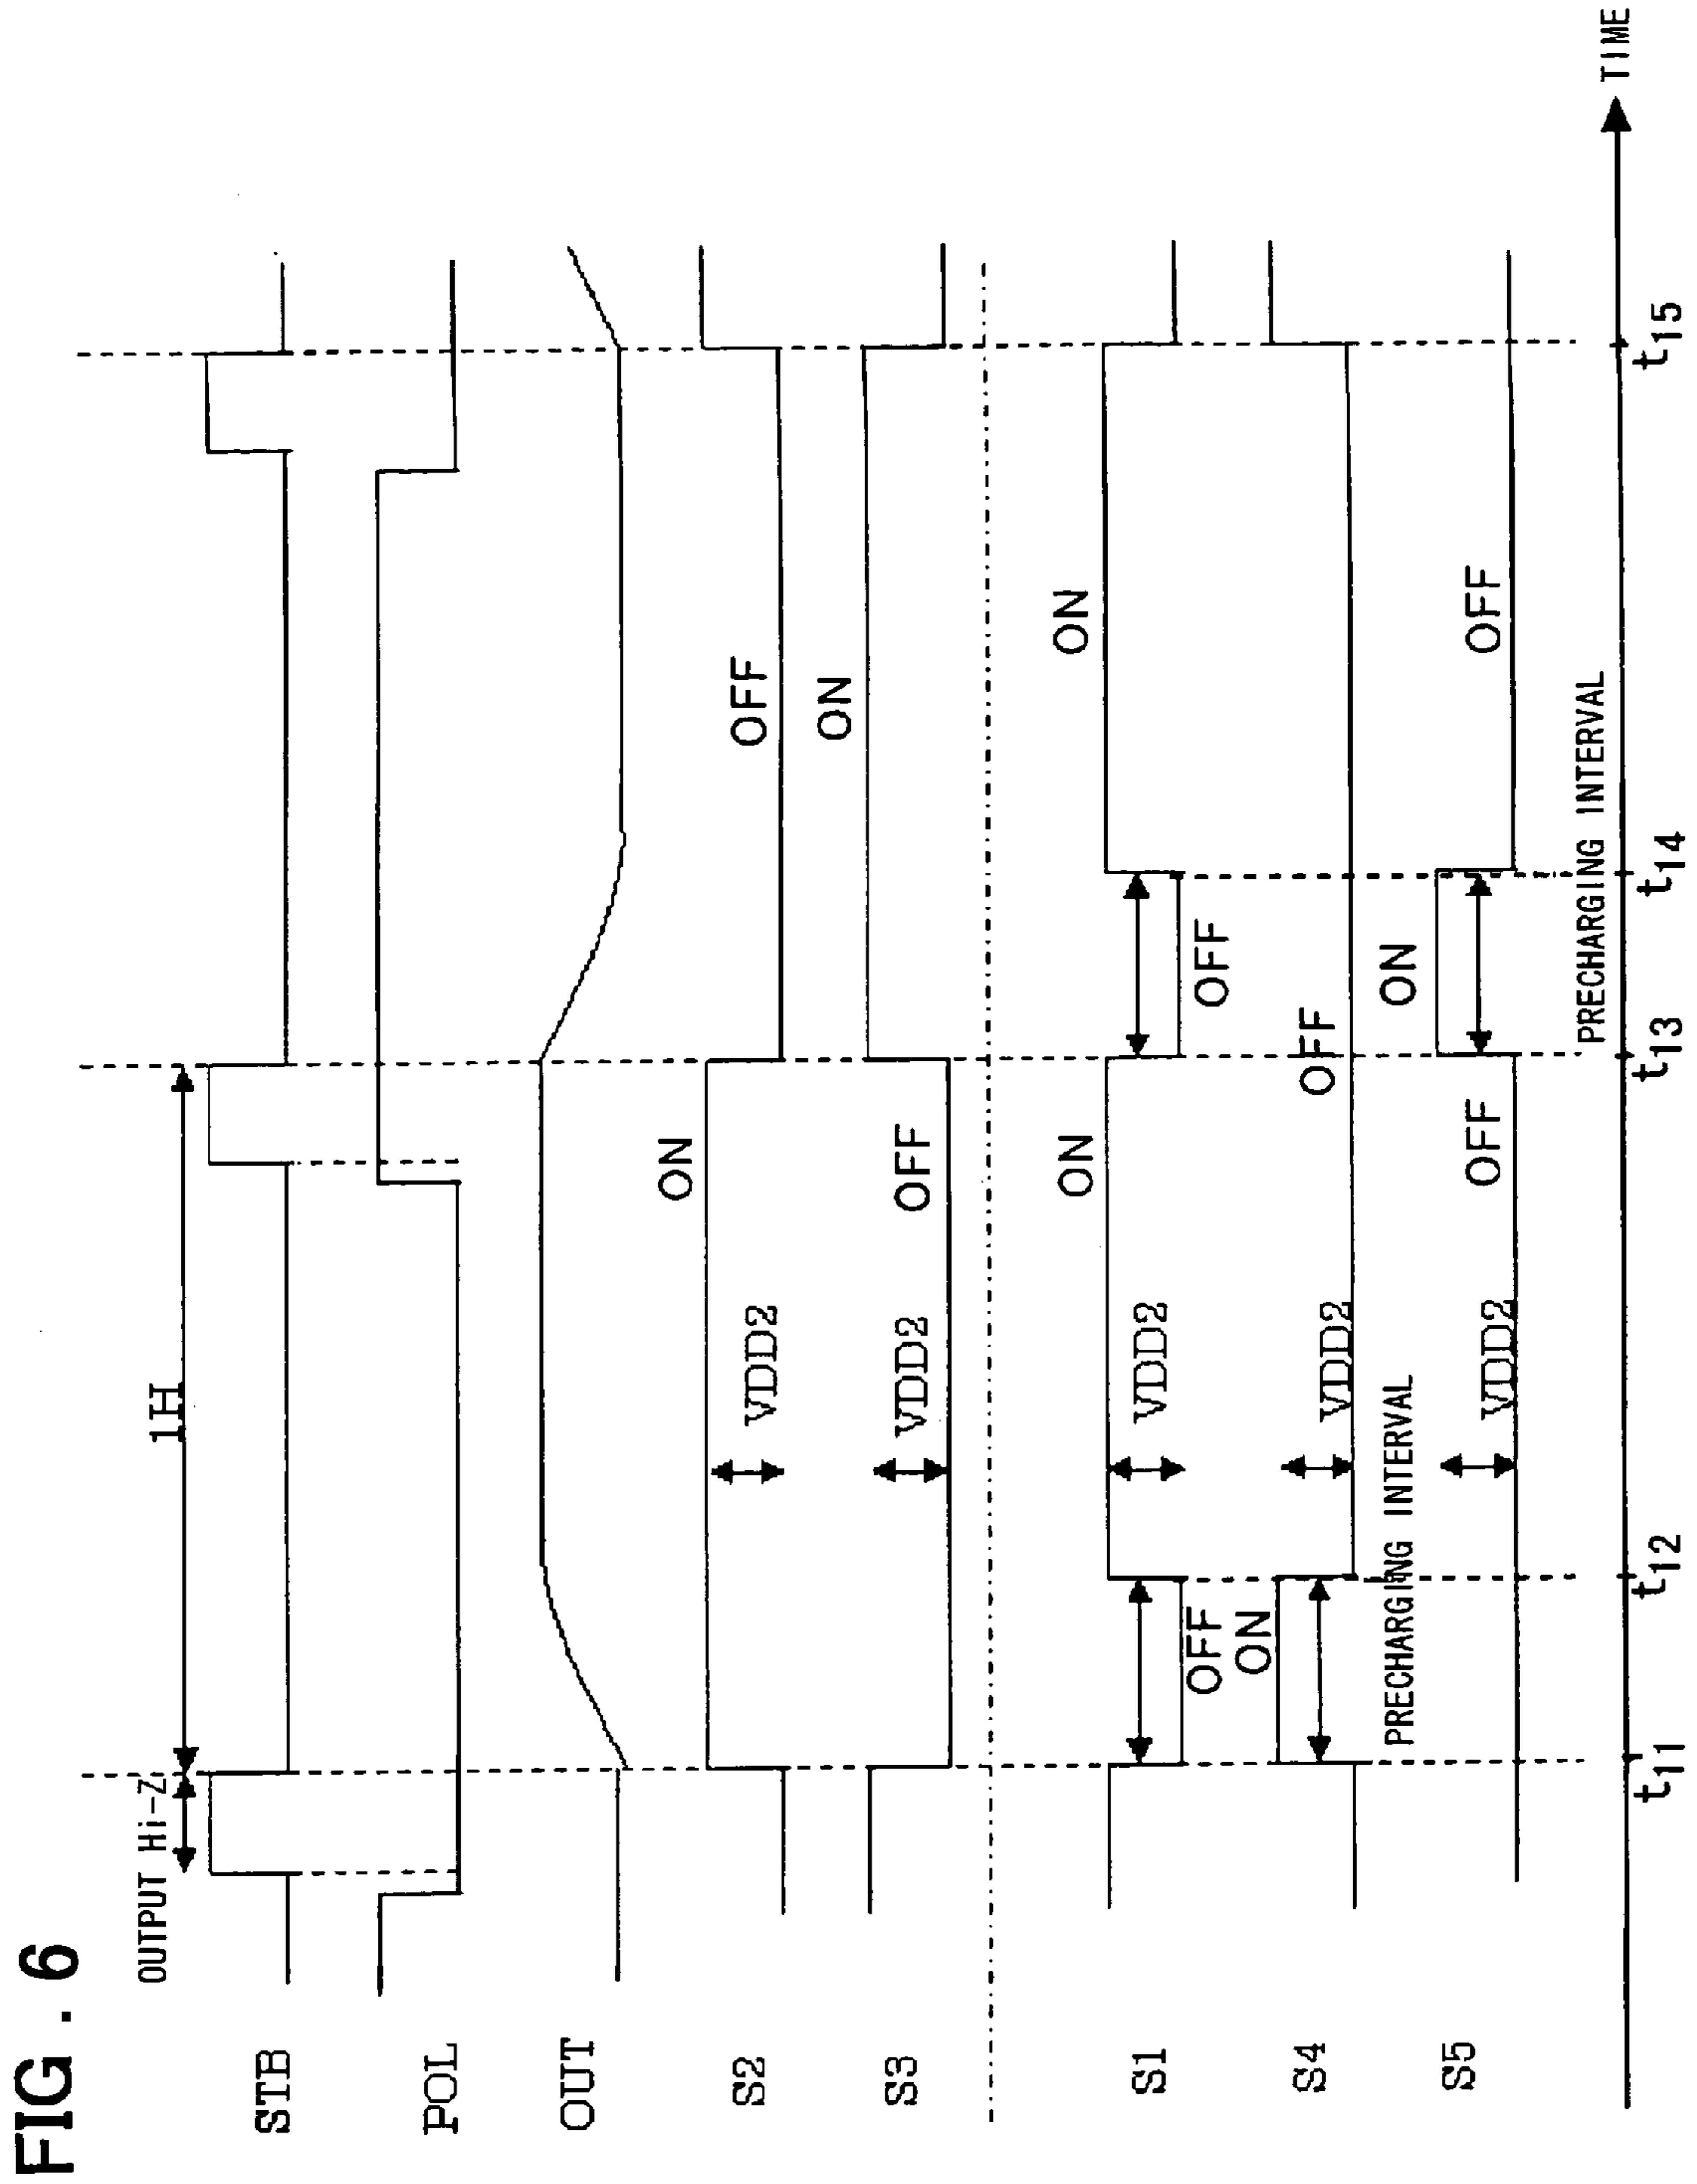 FIG. 6
OUTPUT Hi-Z
1H
STB
POL
OUT
S2
ON
OFF
VDD2
S3
OFF
ON
VDD2
S1
OFF
ON
OFF
ON
VDD2
S4
ON
OFF
VDD2
PRECHARGING INTERVAL
S5
OFF
ON
OFF
VDD2
PRECHARGING INTERVAL
t11
t12
t13
t14
t15
TIME